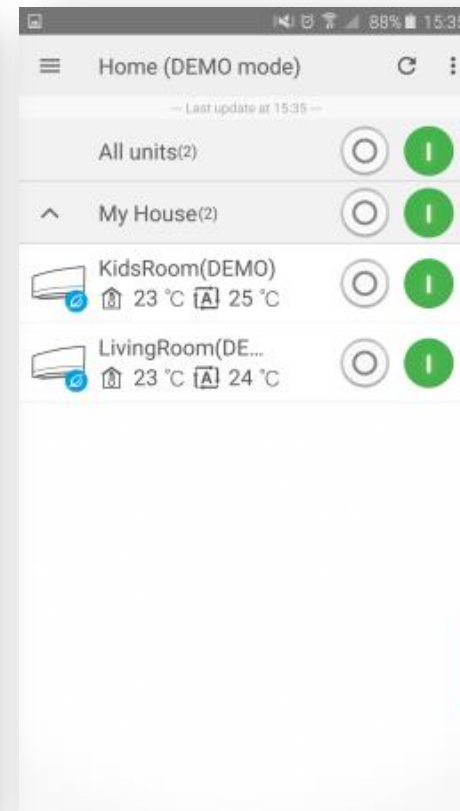 88% 15:35
Home (DEMO mode)
— Last update at 15:35 —
All units(2)
My House(2)
KidsRoom(DEMO)
23 °C A 25 °C
LivingRoom(DE...
23 °C A 24 °C